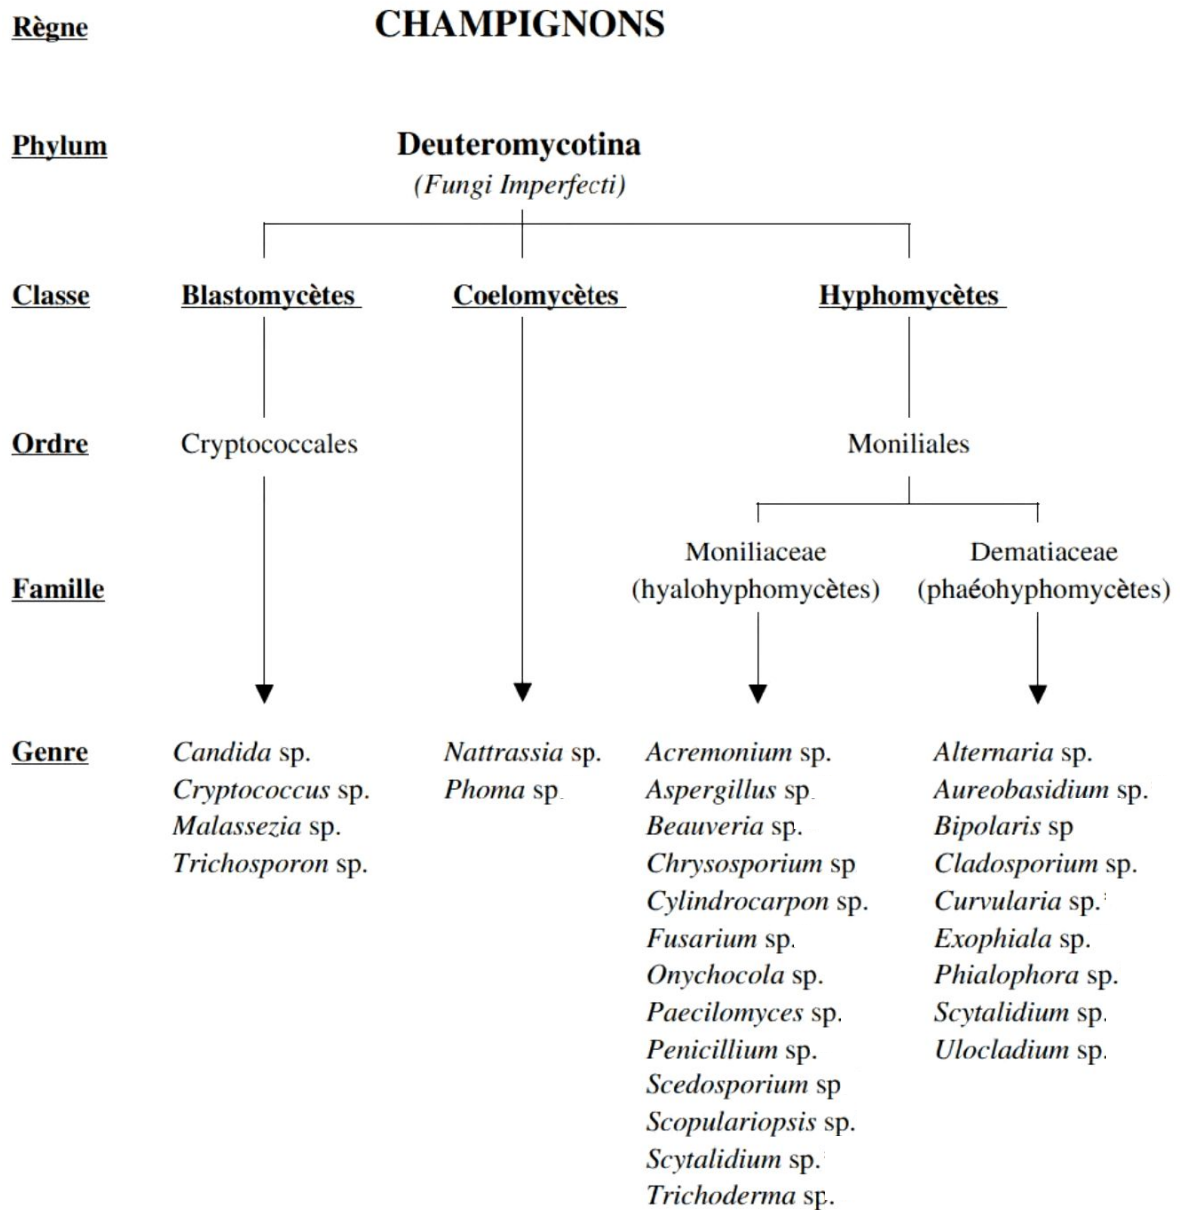 Règne CHAMPIGNONS
Phylum Deuteromycotina
(Fungi Imperfecti)
Classe Blastomycètes Coelomycètes Hyphomycètes
Ordre Cryptococcales Moniliales
Moniliaceae Dematiaceae
Famille (hyalohyphomycètes) (phaéohyphomycètes)
Genre Candida sp. Nattrassia sp. Acremonium sp. Alternaria sp.
Cryptococcus sp. Phoma sp. Aspergillus sp. Aureobasidium sp.
Malassezia sp. Beauveria sp. Bipolaris sp
Trichosporon sp. Chrysosporium sp Cladosporium sp.
Cylindrocarpon sp. Curvularia sp.
Fusarium sp. Exophiala sp.
Onychocola sp. Phialophora sp.
Paecilomyces sp. Scytalidium sp.
Penicillium sp. Ulocladium sp.
Scedosporium sp
Scopulariopsis sp.
Scytalidium sp.
Trichoderma sp.